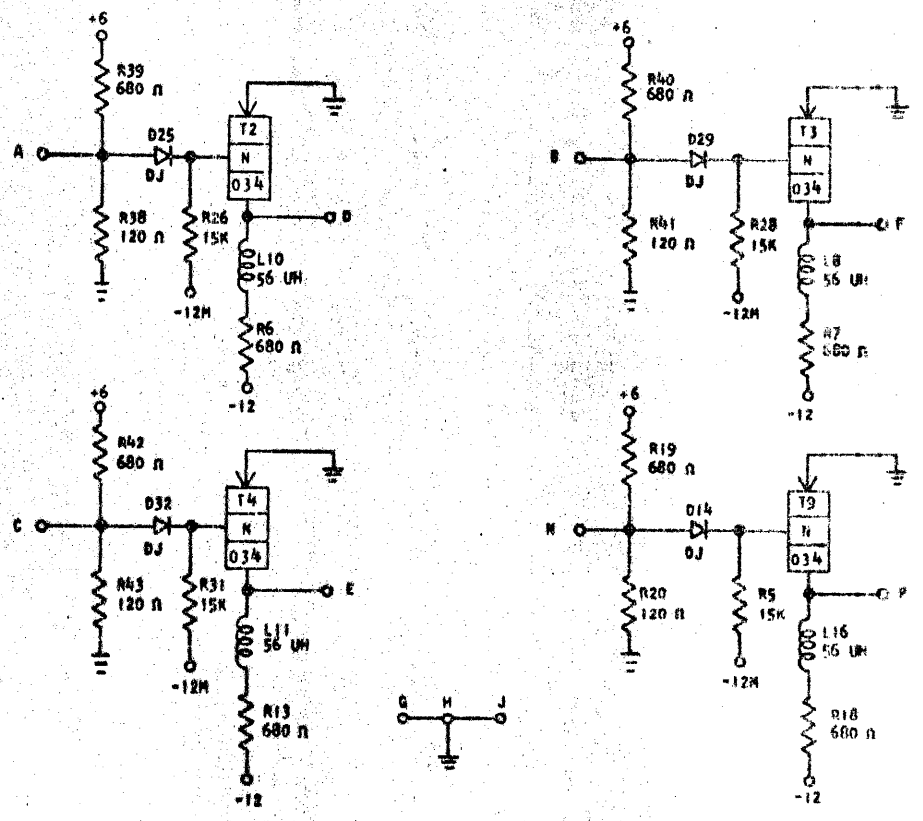 +6
R39
680 Ω
T2
N
034
A
D25
DJ
R38
120 Ω
R26
15K
D
L10
56 UH
-12M
R6
680 Ω
-12
+6
R40
680 Ω
T3
N
034
B
D29
DJ
R41
120 Ω
R28
15K
F
L8
56 UH
-12M
R7
680 Ω
-12
+6
R42
680 Ω
T4
N
034
C
D32
DJ
R43
120 Ω
R31
15K
E
L11
56 UH
-12M
R13
680 Ω
-12
+6
R19
680 Ω
T9
N
034
N
D14
DJ
R20
120 Ω
R5
15K
P
L16
56 UH
-12M
R18
680 Ω
-12
G H J